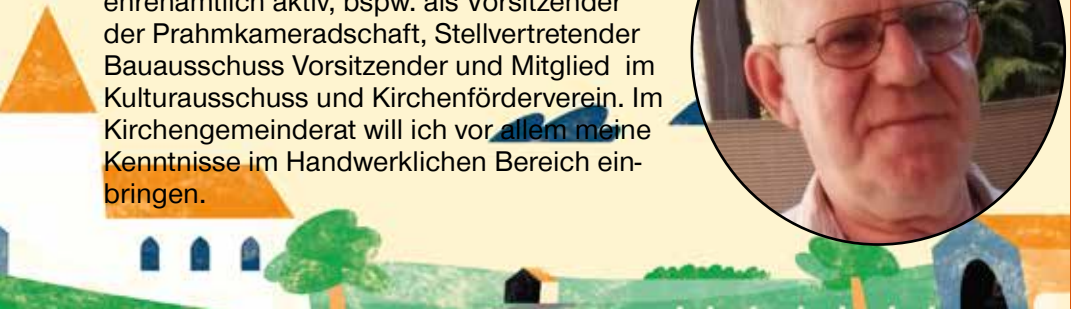 ehrenamtlich aktiv, bspw. als Vorsitzender
der Prahmkameradschaft, Stellvertretender
Bauausschuss Vorsitzender und Mitglied  im
Kulturausschuss und Kirchenförderverein. Im
Kirchengemeinderat will ich vor allem meine
Kenntnisse im Handwerklichen Bereich ein-
bringen.